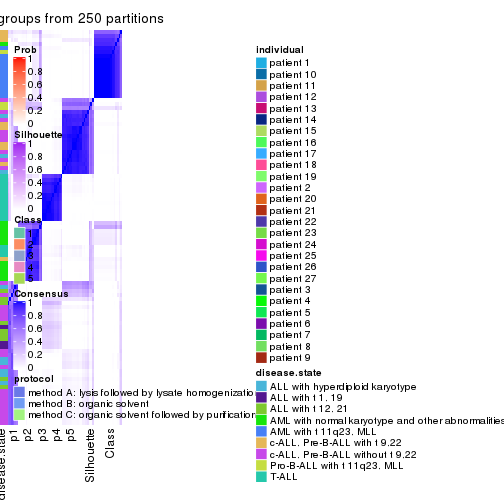 groups from 250 partitions
Prob
1
0.8
0.6
0.4
0.2
0
Silhouette
1
0.8
0.6
0.4
0.2
0
Class
1
2
3
4
5
Consensus
1
0.8
0.6
0.4
0.2
0
protocol
method A: lysis followed by lysate homogenizatio
method B: organic solvent
method C: organic solvent followed by purification
disease.state
p1
p2
p3
p4
p5
Silhouette
Class
individual
patient 1
patient 10
patient 11
patient 12
patient 13
patient 14
patient 15
patient 16
patient 17
patient 18
patient 19
patient 2
patient 20
patient 21
patient 22
patient 23
patient 24
patient 25
patient 26
patient 27
patient 3
patient 4
patient 5
patient 6
patient 7
patient 8
patient 9
disease.state
ALL with hyperdiploid karyotype
ALL with t 1. 19
ALL with t 12. 21
AML with normal karyotype and other abnormalities
AML with t 11q23. MLL
c-ALL. Pre-B-ALL with t 9.22
c-ALL. Pre-B-ALL without t 9.22
Pro-B-ALL with t 11q23. MLL
T-ALL